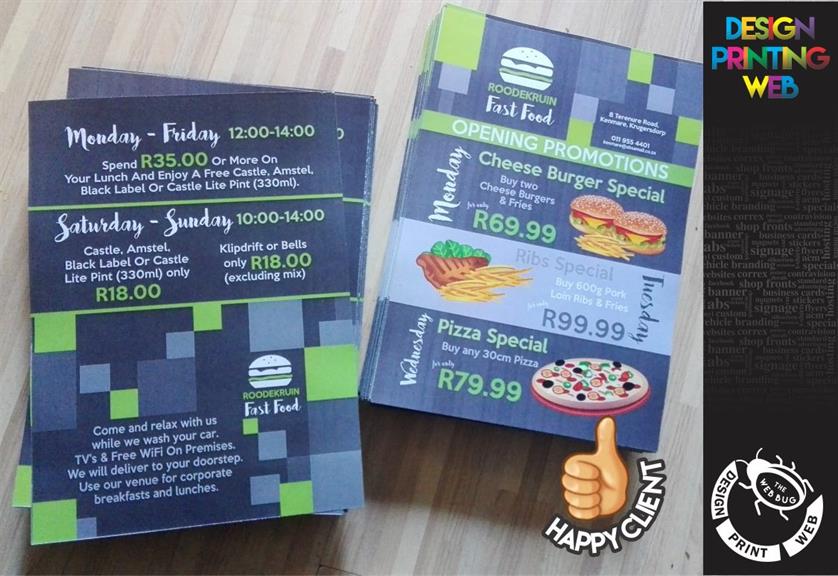 Monday - Friday 12:00-14:00
Spend R35.00 Or More On
Your Lunch And Enjoy A Free Castle, Amstel,
Black Label Or Castle Lite Pint (330ml).
Saturday - Sunday 10:00-14:00
Castle, Amstel,
Black Label Or Castle
Lite Pint (330ml) only
R18.00
Klipdrift or Bells
only R18.00
(excluding mix)
ROODEKRUIN
Fast Food
Come and relax with us
while we wash your car.
TV's & Free WiFi On Premises.
We will deliver to your doorstep.
Use our venue for corporate
breakfasts and lunches.
ROODEKRUIN
Fast Food
8 Terenure Road,
Kenmare, Krugersdorp
011 955 4401
OPENING PROMOTIONS
Monday
Cheese Burger Special
Buy two
Cheese Burgers
& Fries
for only
R69.99
Ribs Special
Buy 600g Pork
Loin Ribs & Fries
for only
R99.99
Tuesday
Wednesday
Pizza Special
Buy any 30cm Pizza
for only
R79.99
HAPPY CLIENT
DESIGN
PRINTING
WEB
THE
WEB BUG
DESIGN
PRINT
WEB